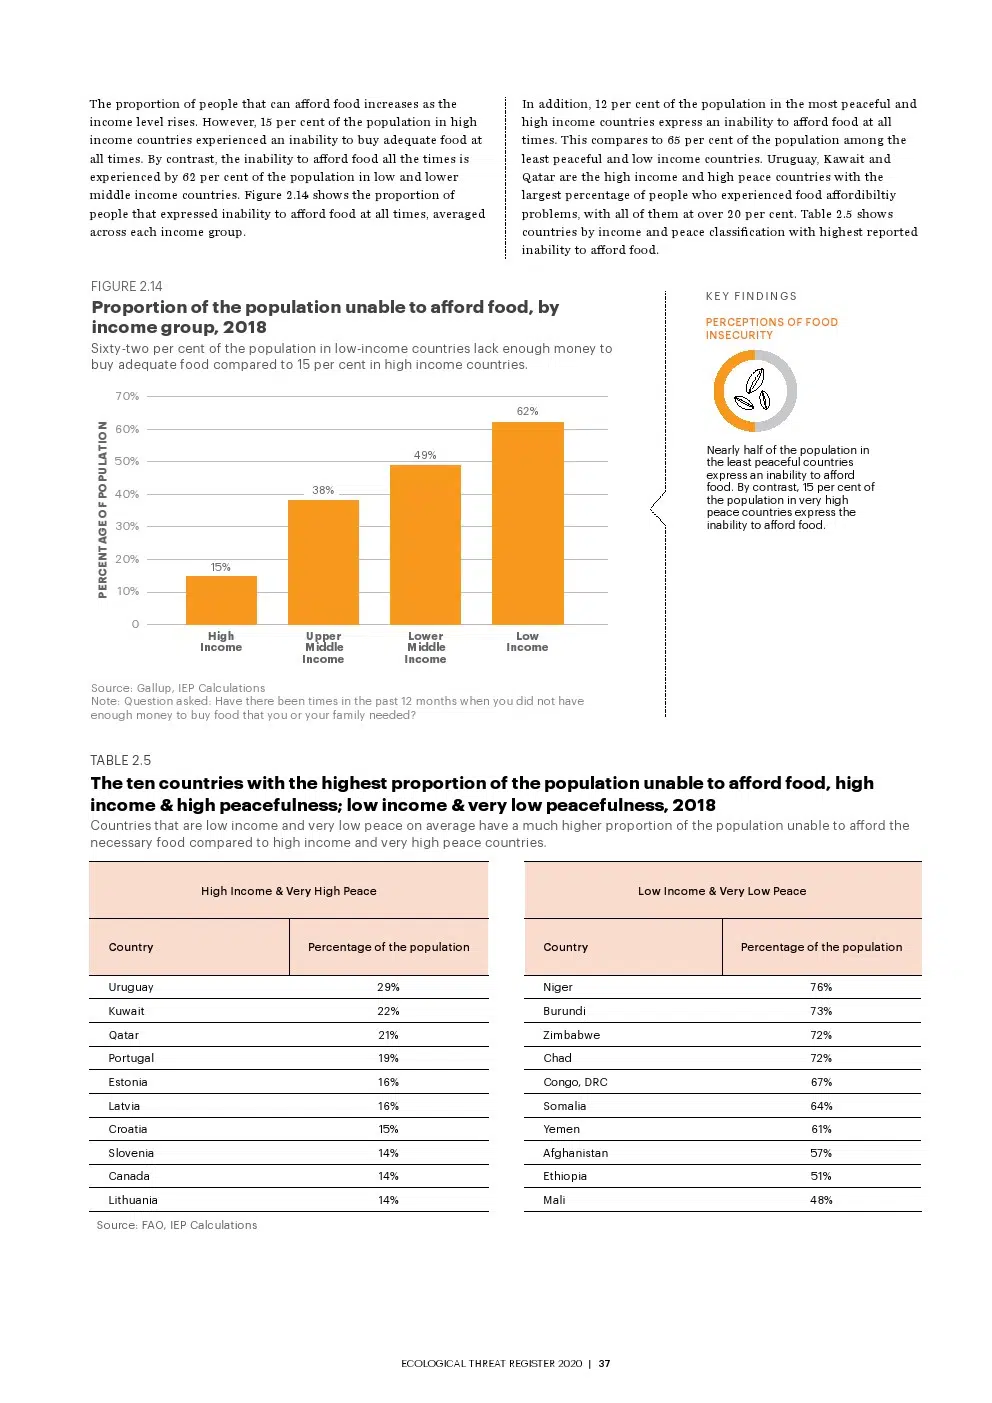 The proportion of people that can afford food increases as the
income level rises. However, 15 per cent of the population in high
income countries experienced an inability to buy adequate food at
all times. By contrast, the inability to afford food all the times is
experienced by 62 per cent of the population in low and lower
middle income countries. Figure 2.14 shows the proportion of
people that expressed inability to afford food at all times, averaged
across each income group.
In addition, 12 per cent of the population in the most peaceful and
high income countries express an inability to afford food at all
times. This compares to 65 per cent of the population among the
least peaceful and low income countries. Uruguay, Kawait and
Qatar are the high income and high peace countries with the
largest percentage of people who experienced food affordibiltiy
problems, with all of them at over 20 per cent. Table 2.5 shows
countries by income and peace classification with highest reported
inability to afford food.
FIGURE 2.14
Proportion of the population unable to afford food, by
income group, 2018
Sixty-two per cent of the population in low-income countries lack enough money to
buy adequate food compared to 15 per cent in high income countries.
PERCENTAGE OF POPULATION
70%
60%
50%
40%
30%
20%
10%
0
15%
38%
49%
62%
High
Income
Upper
Middle
Income
Lower
Middle
Income
Low
Income
Source: Gallup, IEP Calculations
Note: Question asked: Have there been times in the past 12 months when you did not have
enough money to buy food that you or your family needed?
KEY FINDINGS
PERCEPTIONS OF FOOD
INSECURITY
Nearly half of the population in
the least peaceful countries
express an inability to afford
food. By contrast, 15 per cent of
the population in very high
peace countries express the
inability to afford food.
TABLE 2.5
The ten countries with the highest proportion of the population unable to afford food, high
income & high peacefulness; low income & very low peacefulness, 2018
Countries that are low income and very low peace on average have a much higher proportion of the population unable to afford the
necessary food compared to high income and very high peace countries.
High Income & Very High Peace
Country Percentage of the population
Uruguay 29%
Kuwait 22%
Qatar 21%
Portugal 19%
Estonia 16%
Latvia 16%
Croatia 15%
Slovenia 14%
Canada 14%
Lithuania 14%
Low Income & Very Low Peace
Country Percentage of the population
Niger 76%
Burundi 73%
Zimbabwe 72%
Chad 72%
Congo, DRC 67%
Somalia 64%
Yemen 61%
Afghanistan 57%
Ethiopia 51%
Mali 48%
Source: FAO, IEP Calculations
ECOLOGICAL THREAT REGISTER 2020 | 37